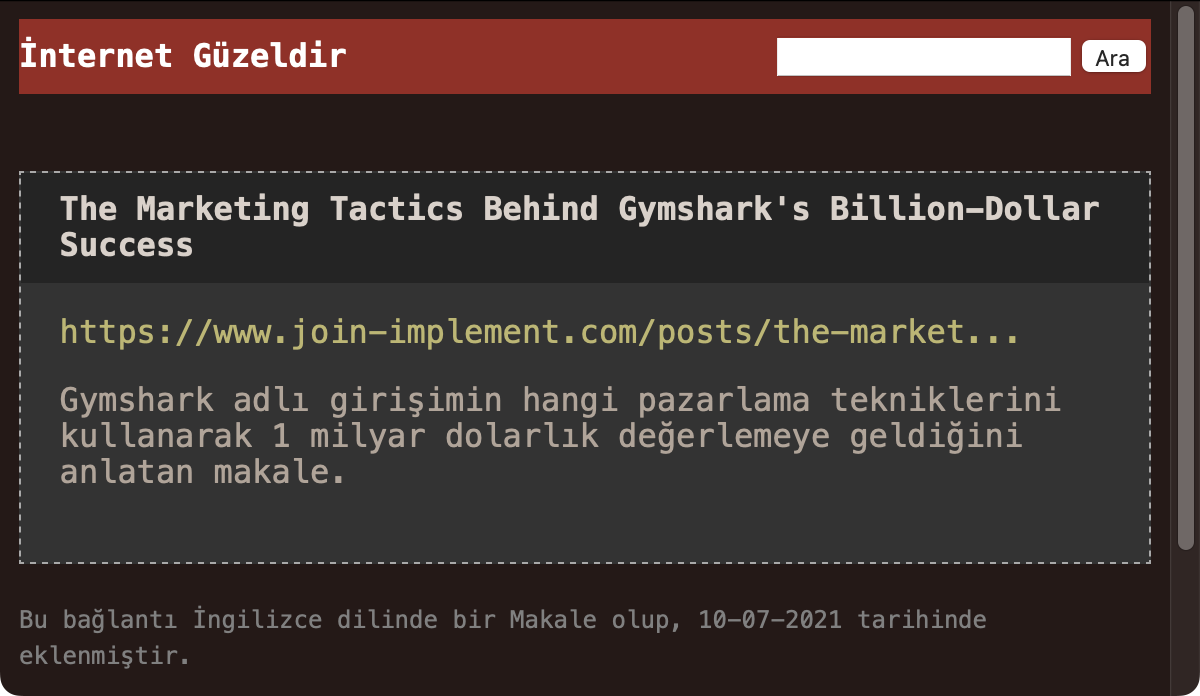 İnternet Güzeldir
Ara
The Marketing Tactics Behind Gymshark's Billion-Dollar
Success
https://www.join-implement.com/posts/the-market...
Gymshark adlı girişimin hangi pazarlama tekniklerini
kullanarak 1 milyar dolarlık değerlemeye geldiğini
anlatan makale.
Bu bağlantı İngilizce dilinde bir Makale olup, 10-07-2021 tarihinde
eklenmiştir.